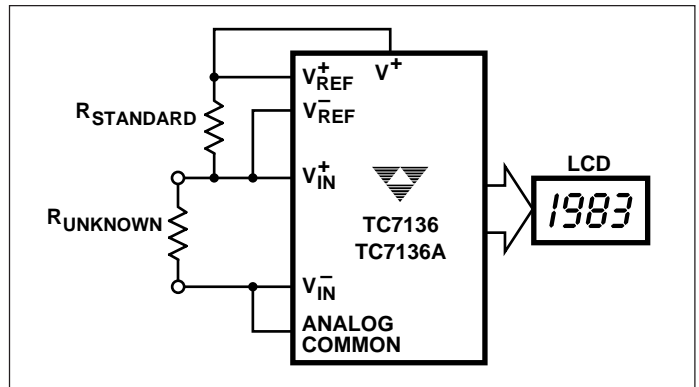 V⁺
V⁺REF
V⁻REF
RSTANDARD
V⁺IN
LCD
1983
RUNKNOWN
TC7136
TC7136A
V⁻IN
ANALOG
COMMON